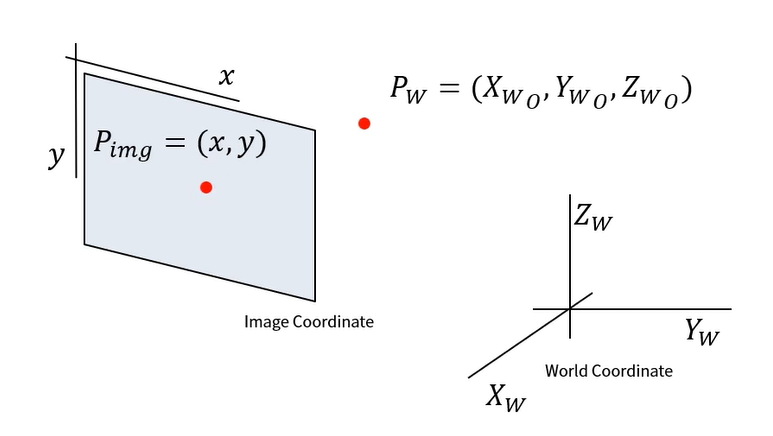 x
P_W = (X_{W_O}, Y_{W_O}, Z_{W_O})
y
P_{img} = (x, y)
Z_W
Image Coordinate
Y_W
World Coordinate
X_W